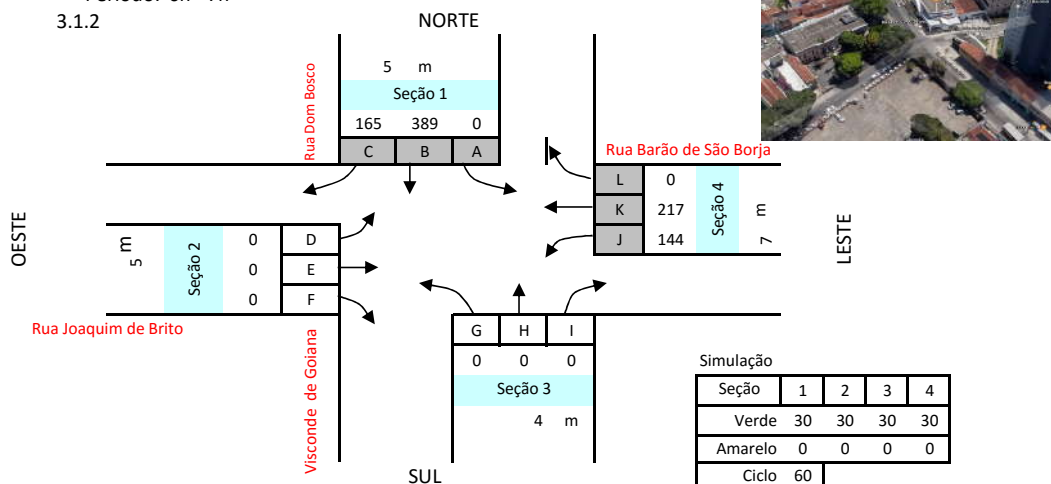 3.1.2
NORTE
5 m
Seção 1
165 389 0
C B A
Rua Dom Bosco
Rua Barão de São Borja
L 0
K 217
J 144
Seção 4
7 m
LESTE
OESTE
5 m
Seção 2
0 D
0 E
0 F
Rua Joaquim de Brito
Visconde de Goiana
G H I
0 0 0
Seção 3
4 m
SUL
Simulação
Seção 1 2 3 4
Verde 30 30 30 30
Amarelo 0 0 0 0
Ciclo 60